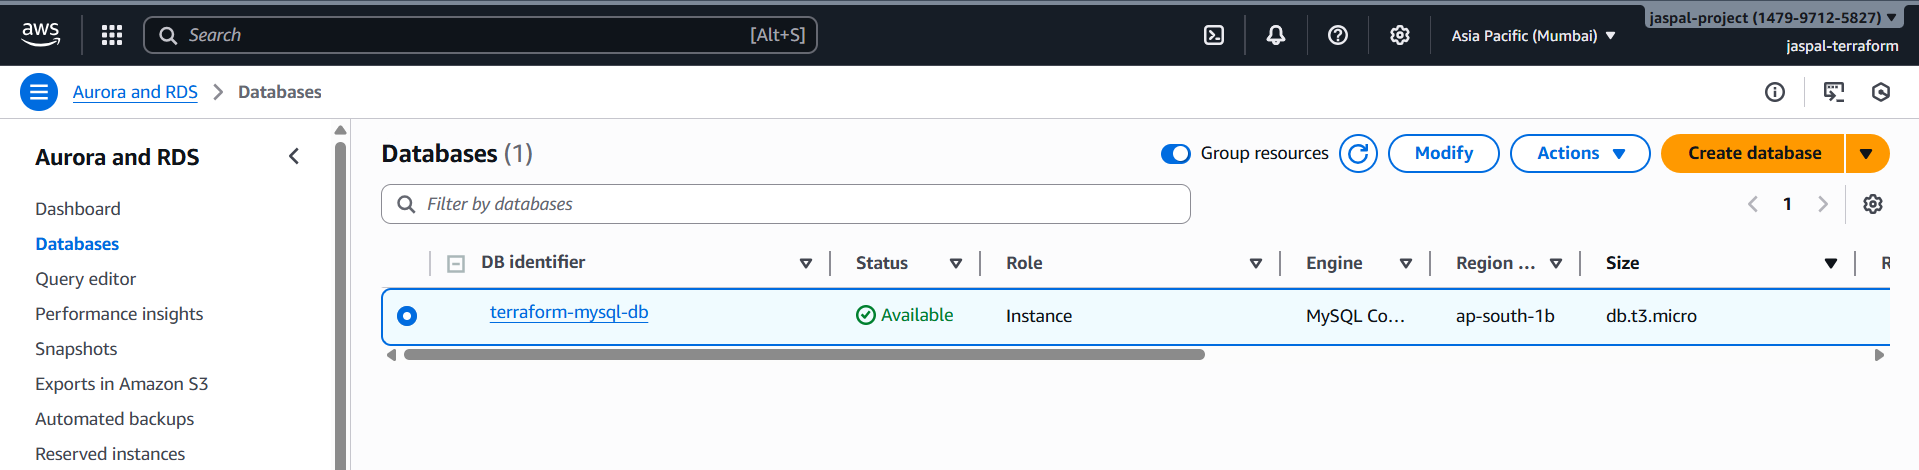 aws
Search [Alt+S]
Asia Pacific (Mumbai)
jaspal-project (1479-9712-5827)
jaspal-terraform
Aurora and RDS Databases
Aurora and RDS
Dashboard
Databases
Query editor
Performance insights
Snapshots
Exports in Amazon S3
Automated backups
Reserved instances
Databases (1)
Group resources
Modify
Actions
Create database
Filter by databases
1
DB identifier Status Role Engine Region ... Size R
terraform-mysql-db Available Instance MySQL Co... ap-south-1b db.t3.micro